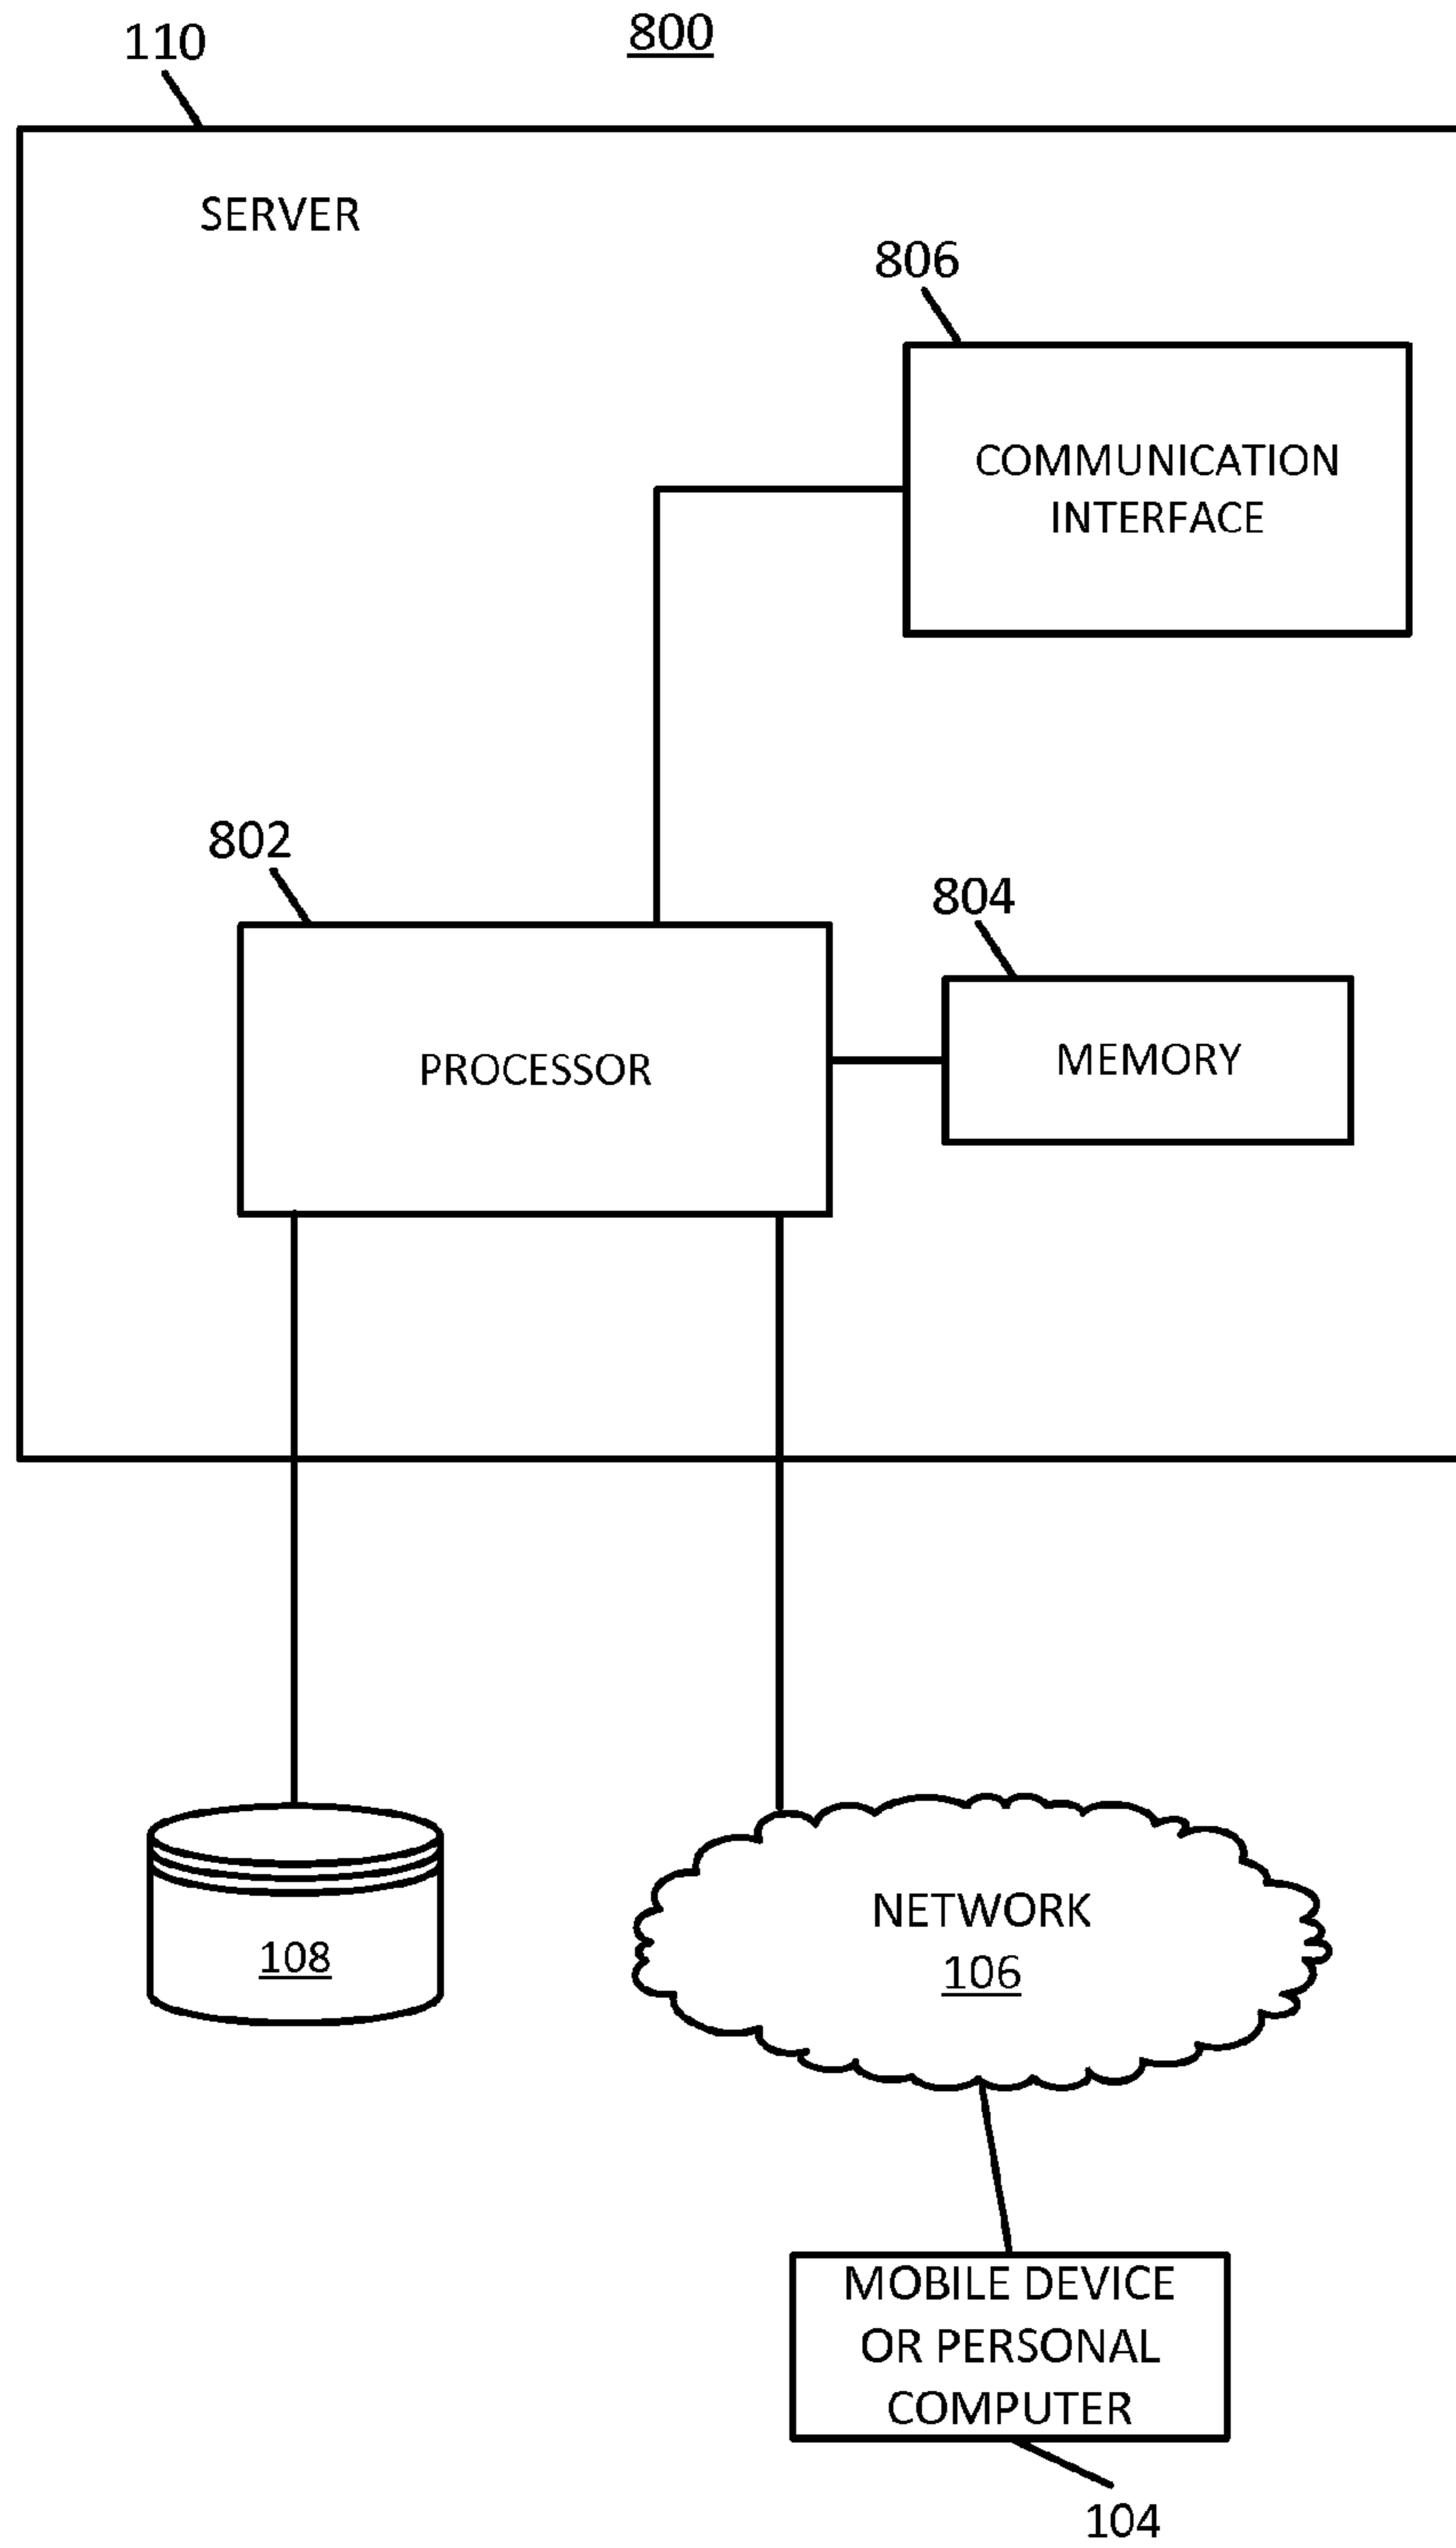 800
110
SERVER
806
COMMUNICATION
INTERFACE
802
804
PROCESSOR
MEMORY
108
NETWORK
106
MOBILE DEVICE
OR PERSONAL
COMPUTER
104